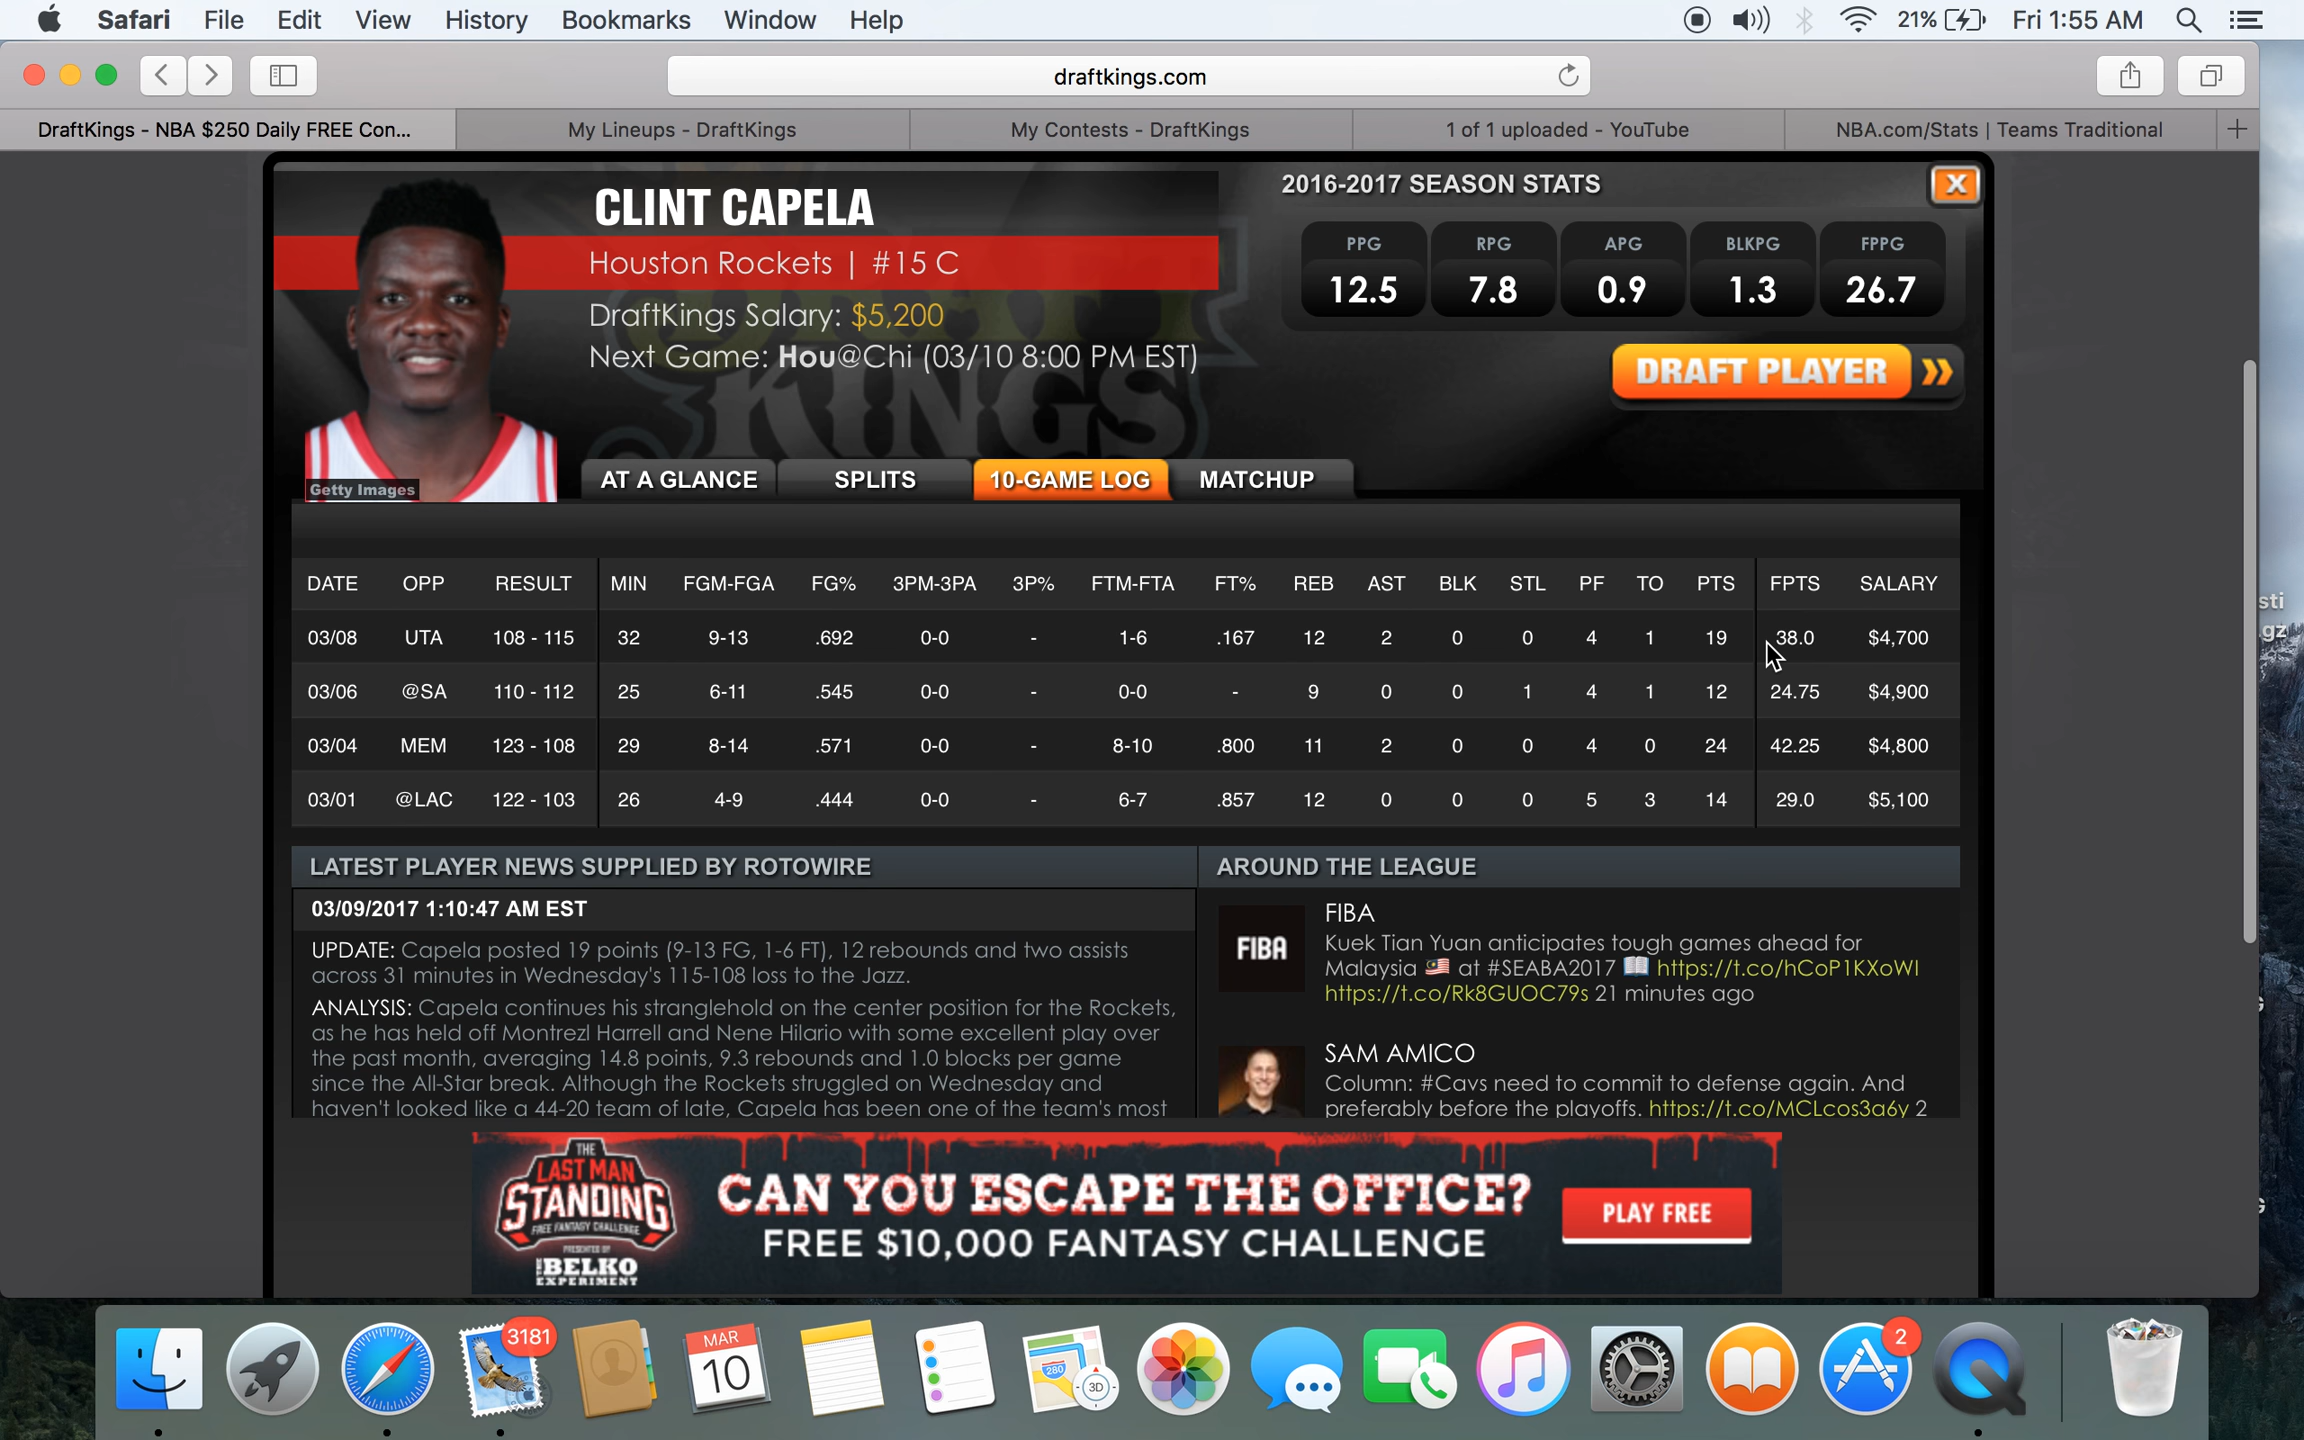 Safari File Edit View History Bookmarks Window Help 21% Fri 1:55 AM
draftkings.com
DraftKings - NBA $250 Daily FREE Con... My Lineups - DraftKings My Contests - DraftKings 1 of 1 uploaded - YouTube NBA.com/Stats | Teams Traditional
CLINT CAPELA
Houston Rockets | #15 C
DraftKings Salary: $5,200
Next Game: Hou@Chi (03/10 8:00 PM EST)
KINGS
Getty Images
2016-2017 SEASON STATS
X
PPG RPG APG BLKPG FPPG
12.5 7.8 0.9 1.3 26.7
DRAFT PLAYER
AT A GLANCE SPLITS 10-GAME LOG MATCHUP
DATE OPP RESULT MIN FGM-FGA FG% 3PM-3PA 3P% FTM-FTA FT% REB AST BLK STL PF TO PTS FPTS SALARY
03/08 UTA 108 - 115 32 9-13 .692 0-0 - 1-6 .167 12 2 0 0 4 1 19 38.0 $4,700
03/06 @SA 110 - 112 25 6-11 .545 0-0 - 0-0 - 9 0 0 1 4 1 12 24.75 $4,900
03/04 MEM 123 - 108 29 8-14 .571 0-0 - 8-10 .800 11 2 0 0 4 0 24 42.25 $4,800
03/01 @LAC 122 - 103 26 4-9 .444 0-0 - 6-7 .857 12 0 0 0 5 3 14 29.0 $5,100
LATEST PLAYER NEWS SUPPLIED BY ROTOWIRE
03/09/2017 1:10:47 AM EST
UPDATE: Capela posted 19 points (9-13 FG, 1-6 FT), 12 rebounds and two assists
across 31 minutes in Wednesday's 115-108 loss to the Jazz.
ANALYSIS: Capela continues his stranglehold on the center position for the Rockets,
as he has held off Montrezl Harrell and Nene Hilario with some excellent play over
the past month, averaging 14.8 points, 9.3 rebounds and 1.0 blocks per game
since the All-Star break. Although the Rockets struggled on Wednesday and
haven't looked like a 44-20 team of late, Capela has been one of the team's most
AROUND THE LEAGUE
FIBA
FIBA
Kuek Tian Yuan anticipates tough games ahead for
Malaysia 🇲🇾 at #SEABA2017 📖 https://t.co/hCoP1KXoWI
https://t.co/Rk8GUOC79s 21 minutes ago
SAM AMICO
Column: #Cavs need to commit to defense again. And
preferably before the playoffs. https://t.co/MCLcos3a6y 2
THE
LAST MAN
STANDING
FREE FANTASY CHALLENGE
PRESENTED BY
THE BELKO
EXPERIMENT
CAN YOU ESCAPE THE OFFICE?
FREE $10,000 FANTASY CHALLENGE
PLAY FREE
sti
.gz
3181
MAR
10
280
3D
2